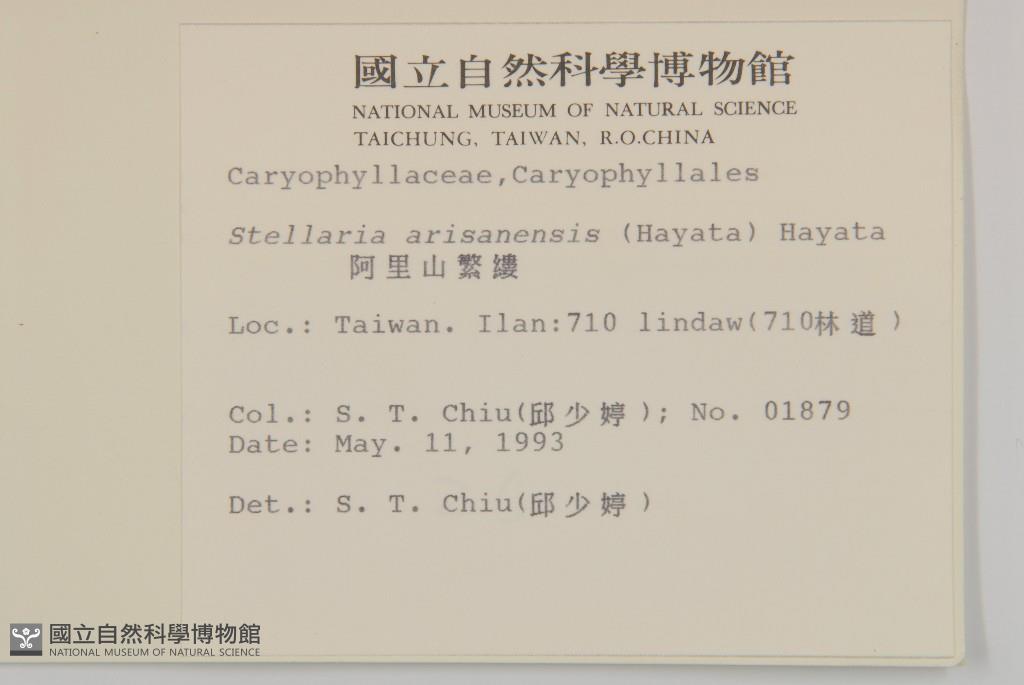 國立自然科學博物館
NATIONAL MUSEUM OF NATURAL SCIENCE
TAICHUNG, TAIWAN, R.O.CHINA
Caryophyllaceae,Caryophyllales
Stellaria arisanensis (Hayata) Hayata
阿里山繁縷
Loc.: Taiwan. Ilan:710 lindaw(710林道)
Col.: S. T. Chiu(邱少婷); No. 01879
Date: May. 11, 1993
Det.: S. T. Chiu(邱少婷)
國立自然科學博物館
NATIONAL MUSEUM OF NATURAL SCIENCE